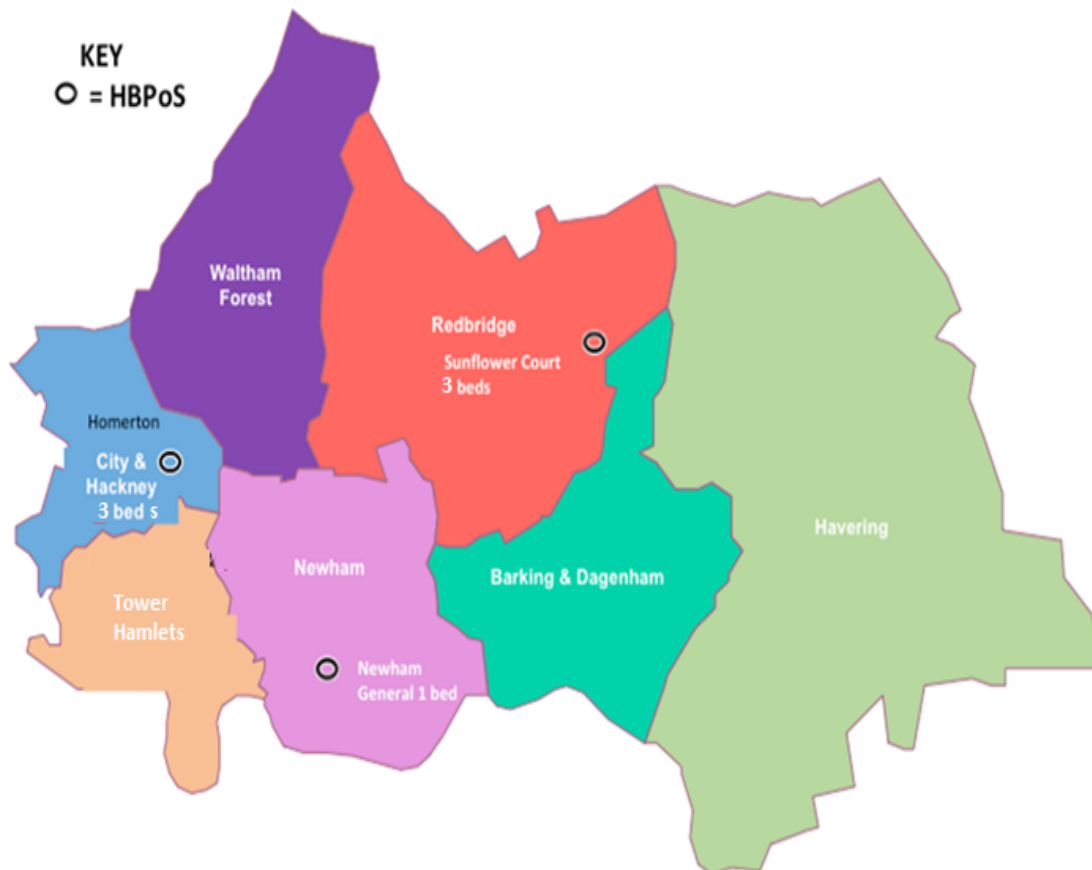 KEY
= HBPoS
Waltham
Forest
Redbridge
Sunflower Court
3 beds
Homerton
City &
Hackney
3 bed s
Havering
Newham
Barking & Dagenham
Tower
Hamlets
Newham
General 1 bed